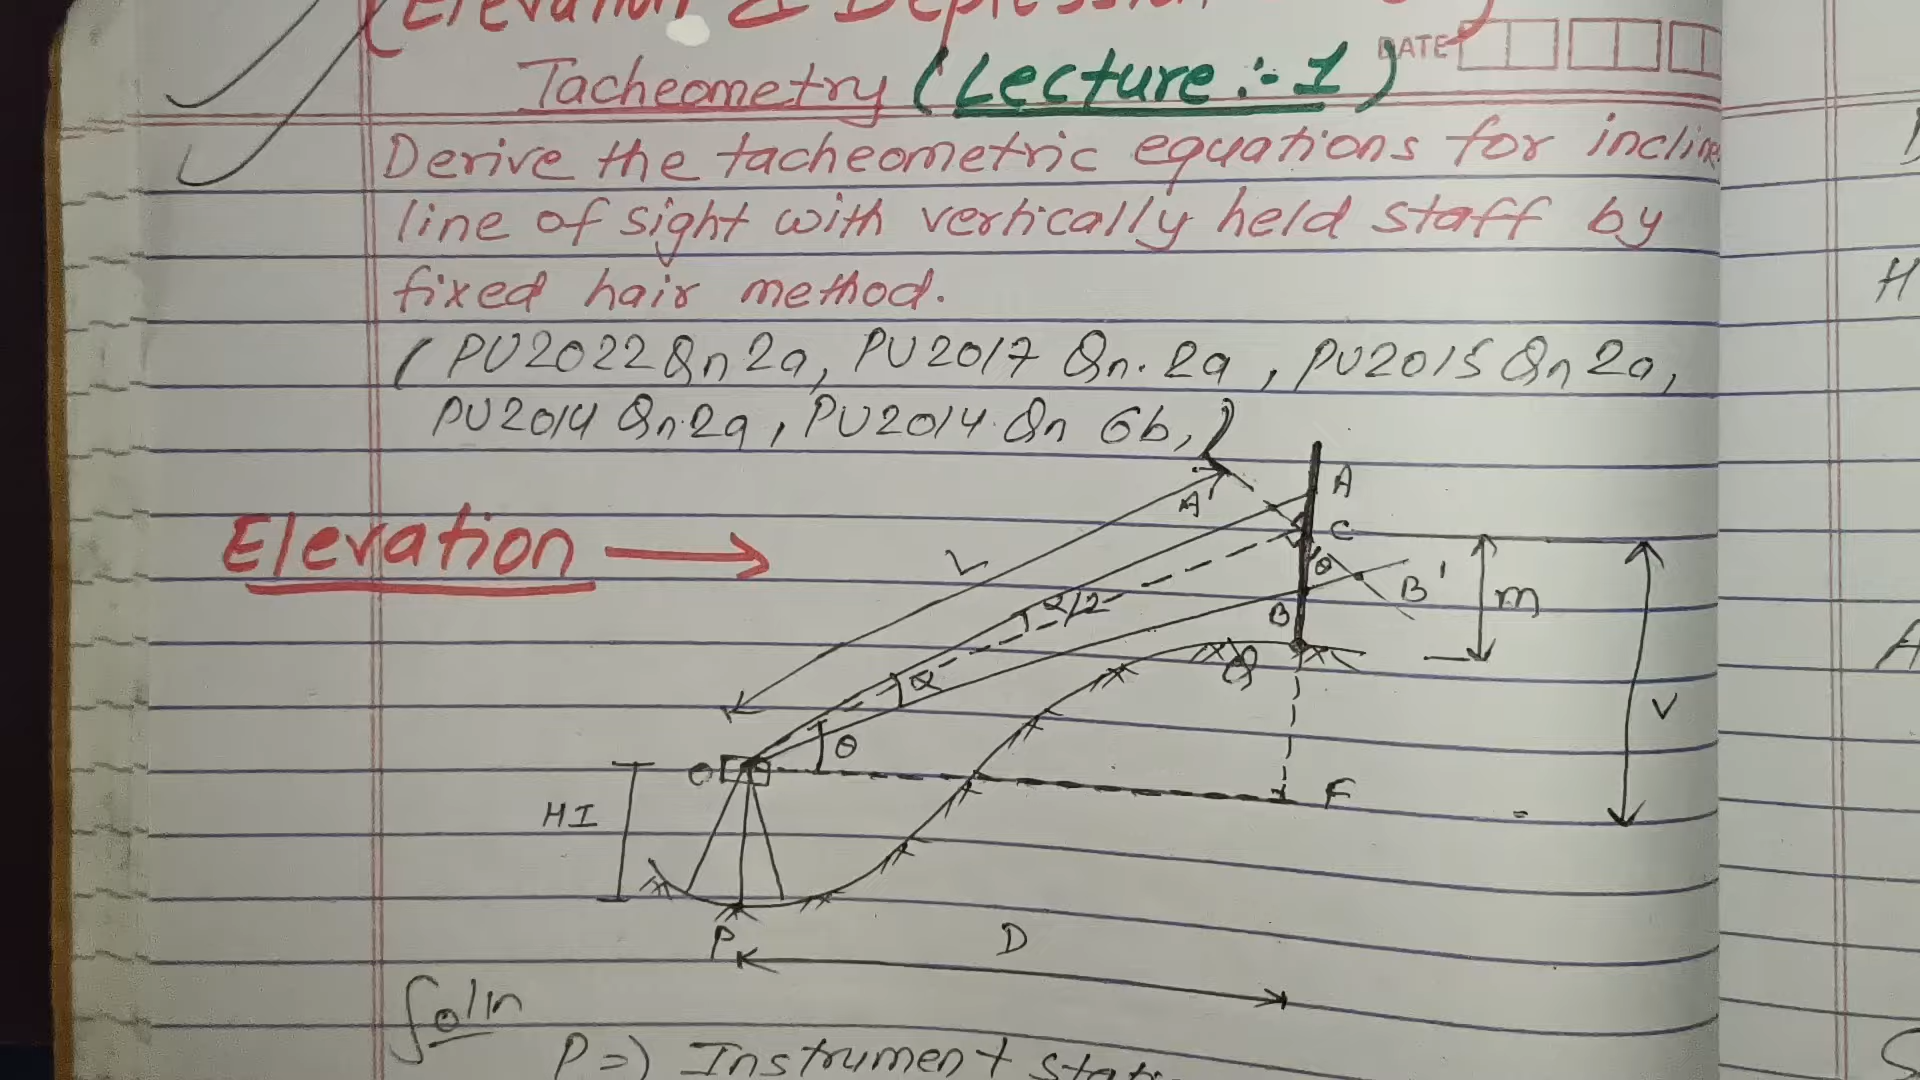 (Elevation & Depression
Tacheometry (Lecture :- 1)
DATE
Derive the tacheometric equations for incline
line of sight with vertically held staff by
fixed hair method.
(PU2022 Qn 2a, PU2017 Qn. 2a, PU2015 Qn 2a,
PU2014 Qn. 2a, PU2014 Qn 6b,)
Elevation
A
A'
C
L
θ
B'
m
α/2
B
Q
α
V
θ
O
F
HI
P
D
Soln
P => Instrument